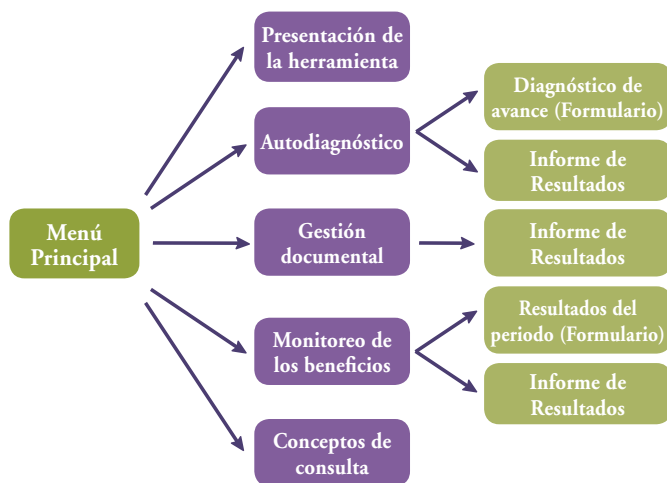 Presentación de
la herramienta
Diagnóstico de
avance (Formulario)
Autodiagnóstico
Informe de
Resultados
Menú
Principal
Gestión
documental
Informe de
Resultados
Resultados del
periodo (Formulario)
Monitoreo de
los beneficios
Informe de
Resultados
Conceptos de
consulta